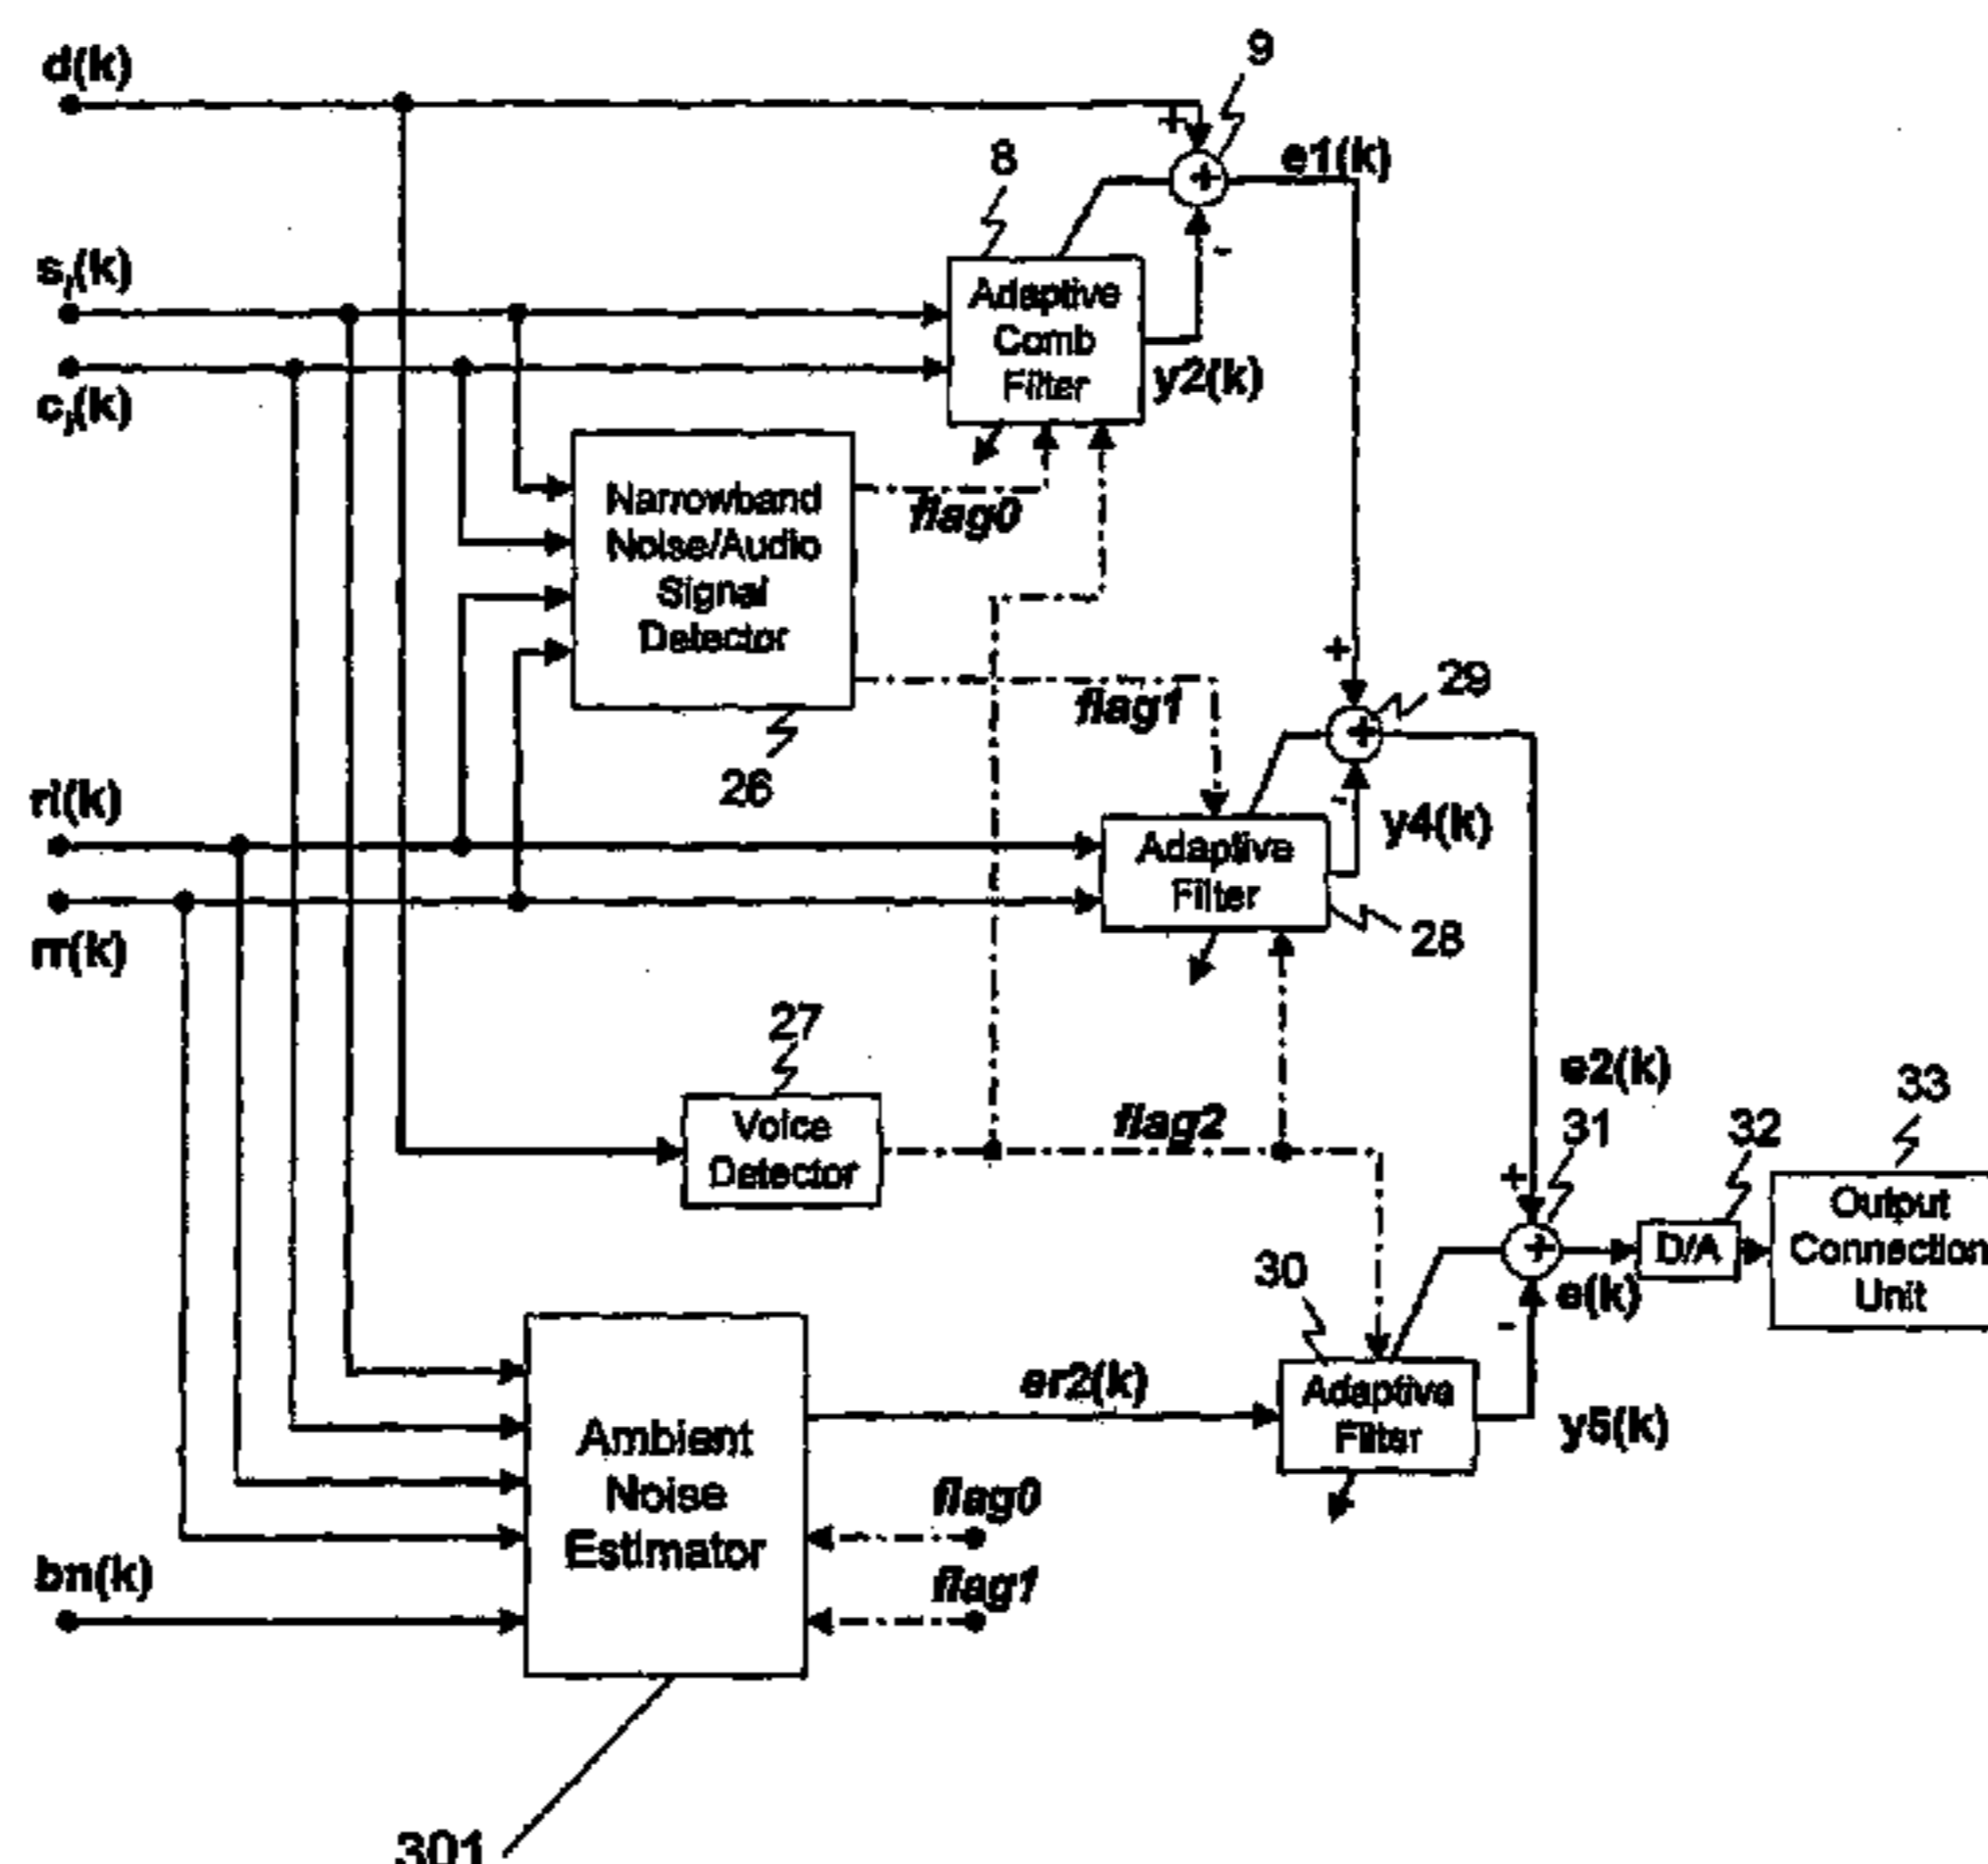 d(k)
9
8
e1(k)
+
+
-
sj(k)
Adaptive
Comb
Filter
cj(k)
y2(k)
Narrowband
Noise/Audio
Signal
Detector
flag0
+
29
flag1
+
26
rl(k)
-
y4(k)
Adaptive
Filter
rr(k)
28
27
Voice
Detector
flag2
e2(k)
31
32
33
+
Output
Connection
Unit
+
D/A
30
e(k)
-
Adaptive
Filter
er2(k)
y5(k)
Ambient
Noise
Estimator
flag0
bn(k)
flag1
301